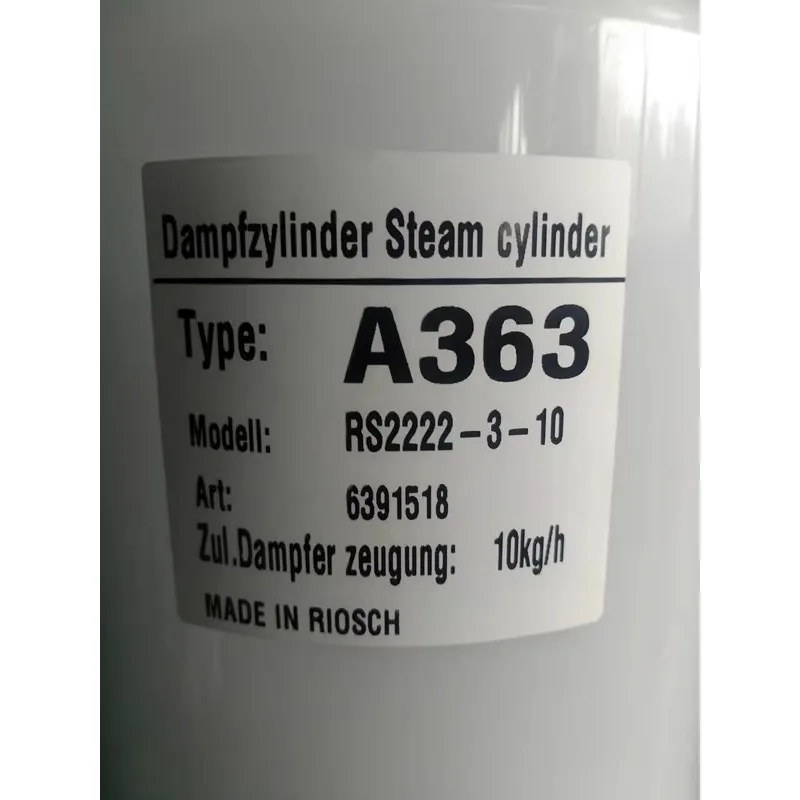 Dampfzylinder Steam cylinder
Type: A363
Modell: RS2222-3-10
Art: 6391518
Zul.Dampfer zeugung: 10kg/h
MADE IN RIOSCH